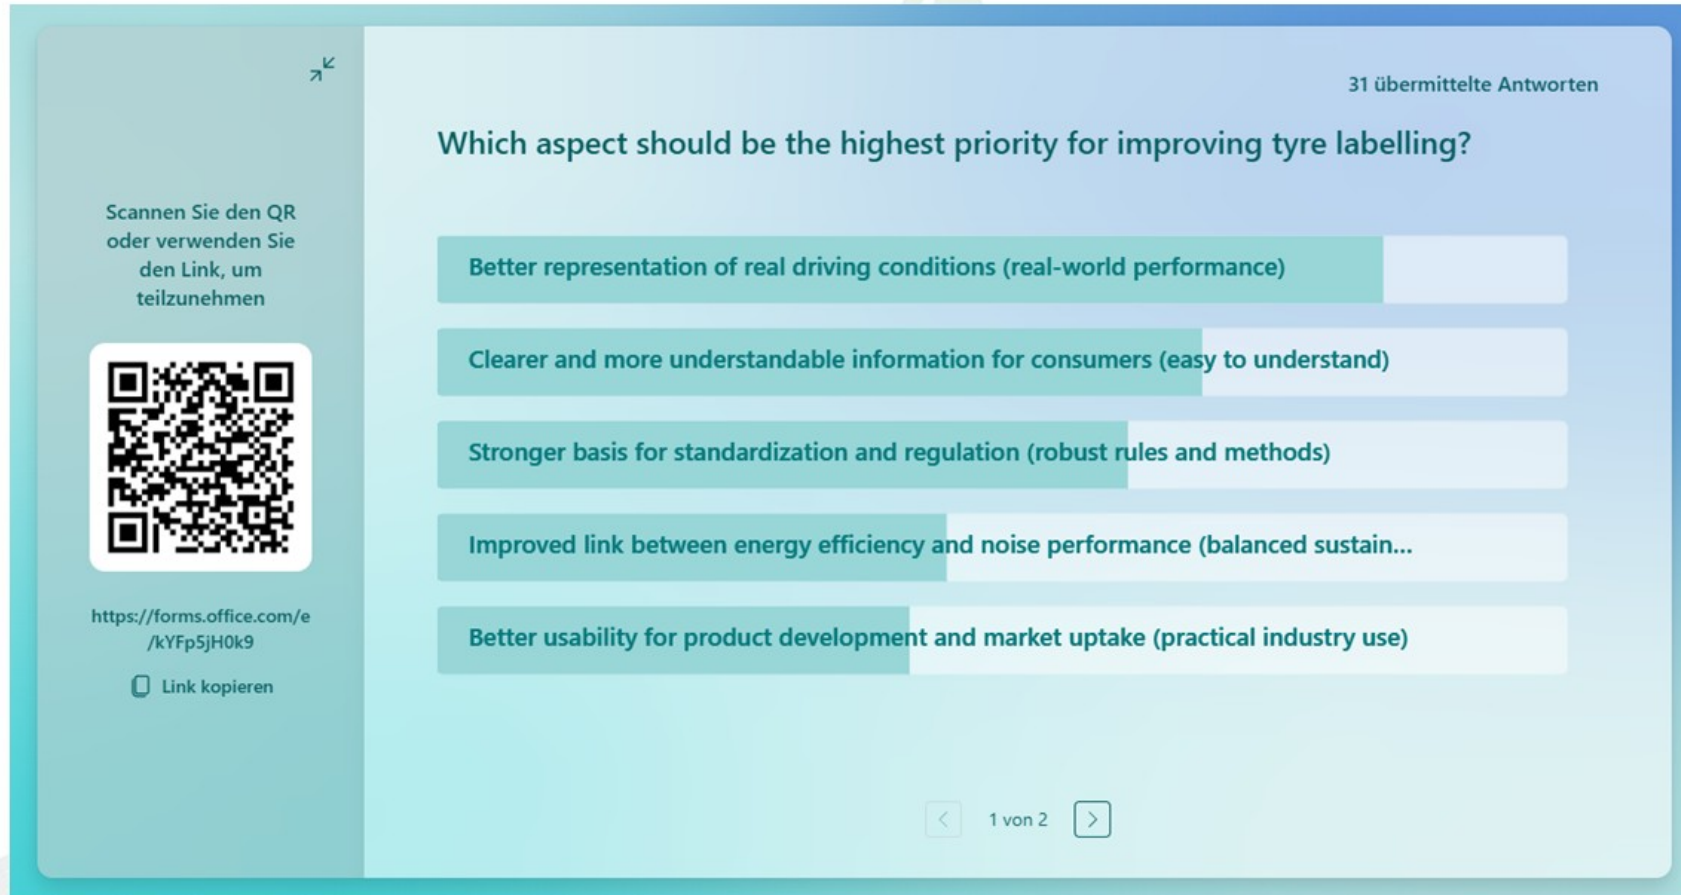 Scannen Sie den QR
oder verwenden Sie
den Link, um
teilzunehmen
https://forms.office.com/e
/kYFp5jH0k9
Link kopieren
31 übermittelte Antworten
Which aspect should be the highest priority for improving tyre labelling?
Better representation of real driving conditions (real-world performance)
Clearer and more understandable information for consumers (easy to understand)
Stronger basis for standardization and regulation (robust rules and methods)
Improved link between energy efficiency and noise performance (balanced sustain...
Better usability for product development and market uptake (practical industry use)
1 von 2